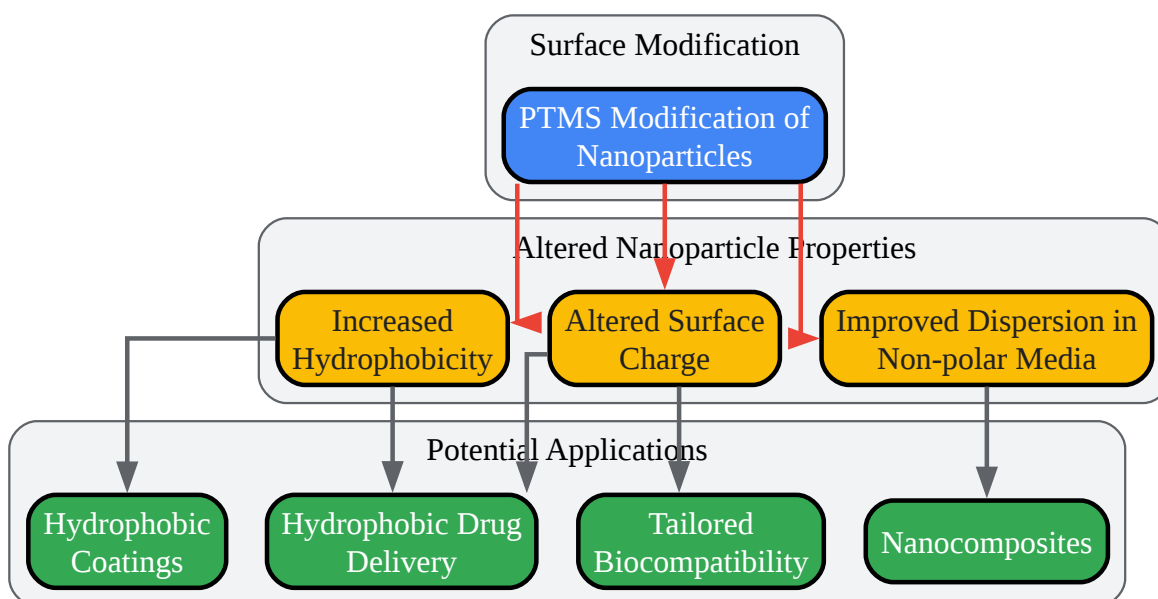 Surface Modification
PTMS Modification of
Nanoparticles
Altered Nanoparticle Properties
Increased
Hydrophobicity
Altered Surface
Charge
Improved Dispersion in
Non-polar Media
Potential Applications
Hydrophobic
Coatings
Hydrophobic Drug
Delivery
Tailored
Biocompatibility
Nanocomposites